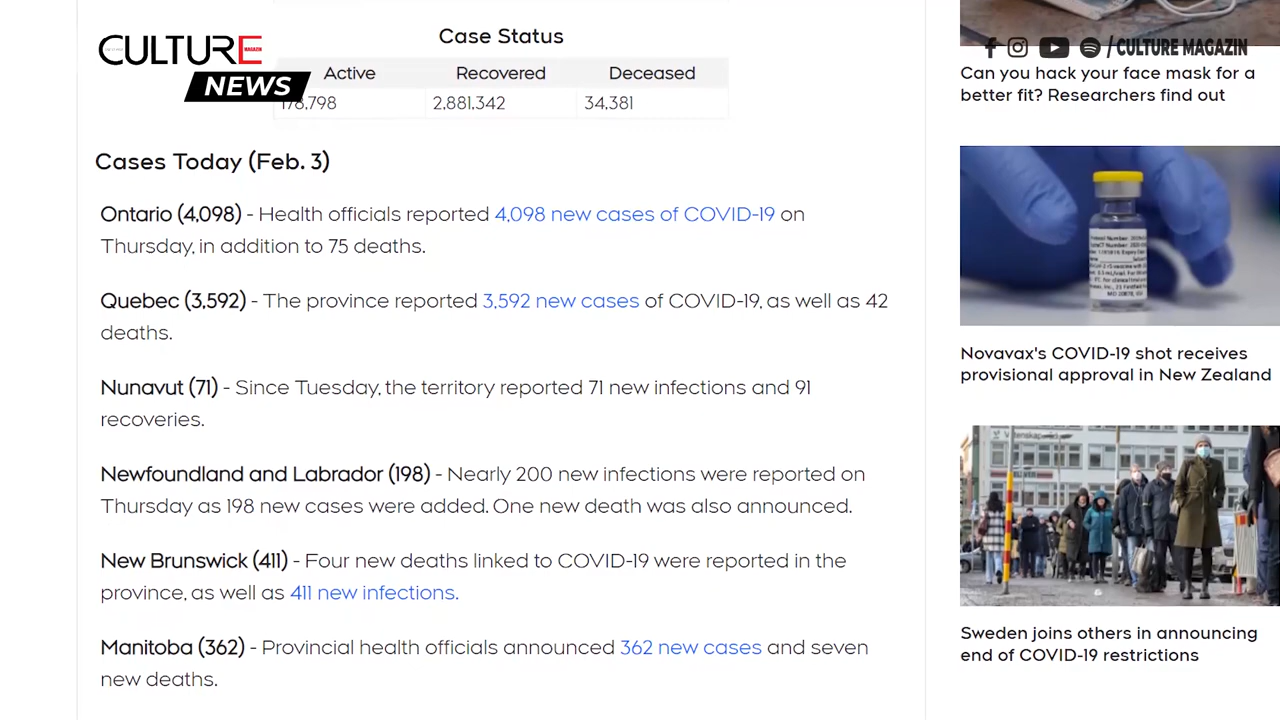 CULTURE
MAGAZIN
NEWS
Case Status
Active Recovered Deceased
178,798 2,881,342 34,381
Cases Today (Feb. 3)
Ontario (4,098) - Health officials reported 4,098 new cases of COVID-19 on
Thursday, in addition to 75 deaths.
Quebec (3,592) - The province reported 3,592 new cases of COVID-19, as well as 42
deaths.
Nunavut (71) - Since Tuesday, the territory reported 71 new infections and 91
recoveries.
Newfoundland and Labrador (198) - Nearly 200 new infections were reported on
Thursday as 198 new cases were added. One new death was also announced.
New Brunswick (411) - Four new deaths linked to COVID-19 were reported in the
province, as well as 411 new infections.
Manitoba (362) - Provincial health officials announced 362 new cases and seven
new deaths.
/ CULTURE MAGAZIN
Can you hack your face mask for a
better fit? Researchers find out
Novavax's COVID-19 shot receives
provisional approval in New Zealand
Sweden joins others in announcing
end of COVID-19 restrictions